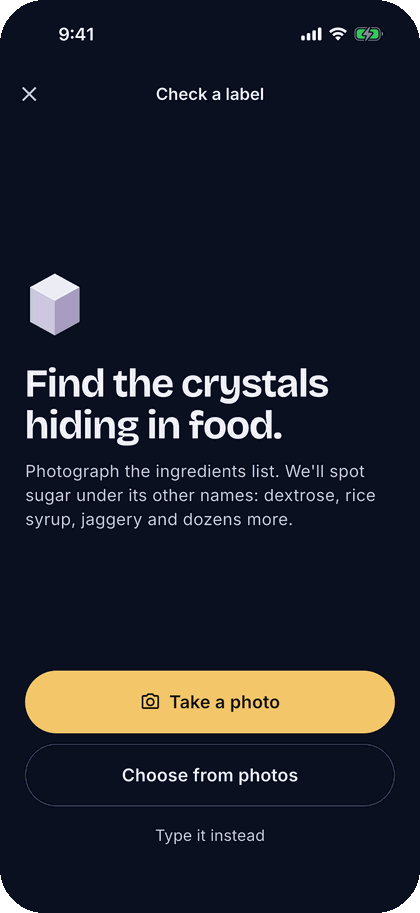 9:41
Check a label
Find the crystals
hiding in food.
Photograph the ingredients list. We'll spot
sugar under its other names: dextrose, rice
syrup, jaggery and dozens more.
Take a photo
Choose from photos
Type it instead